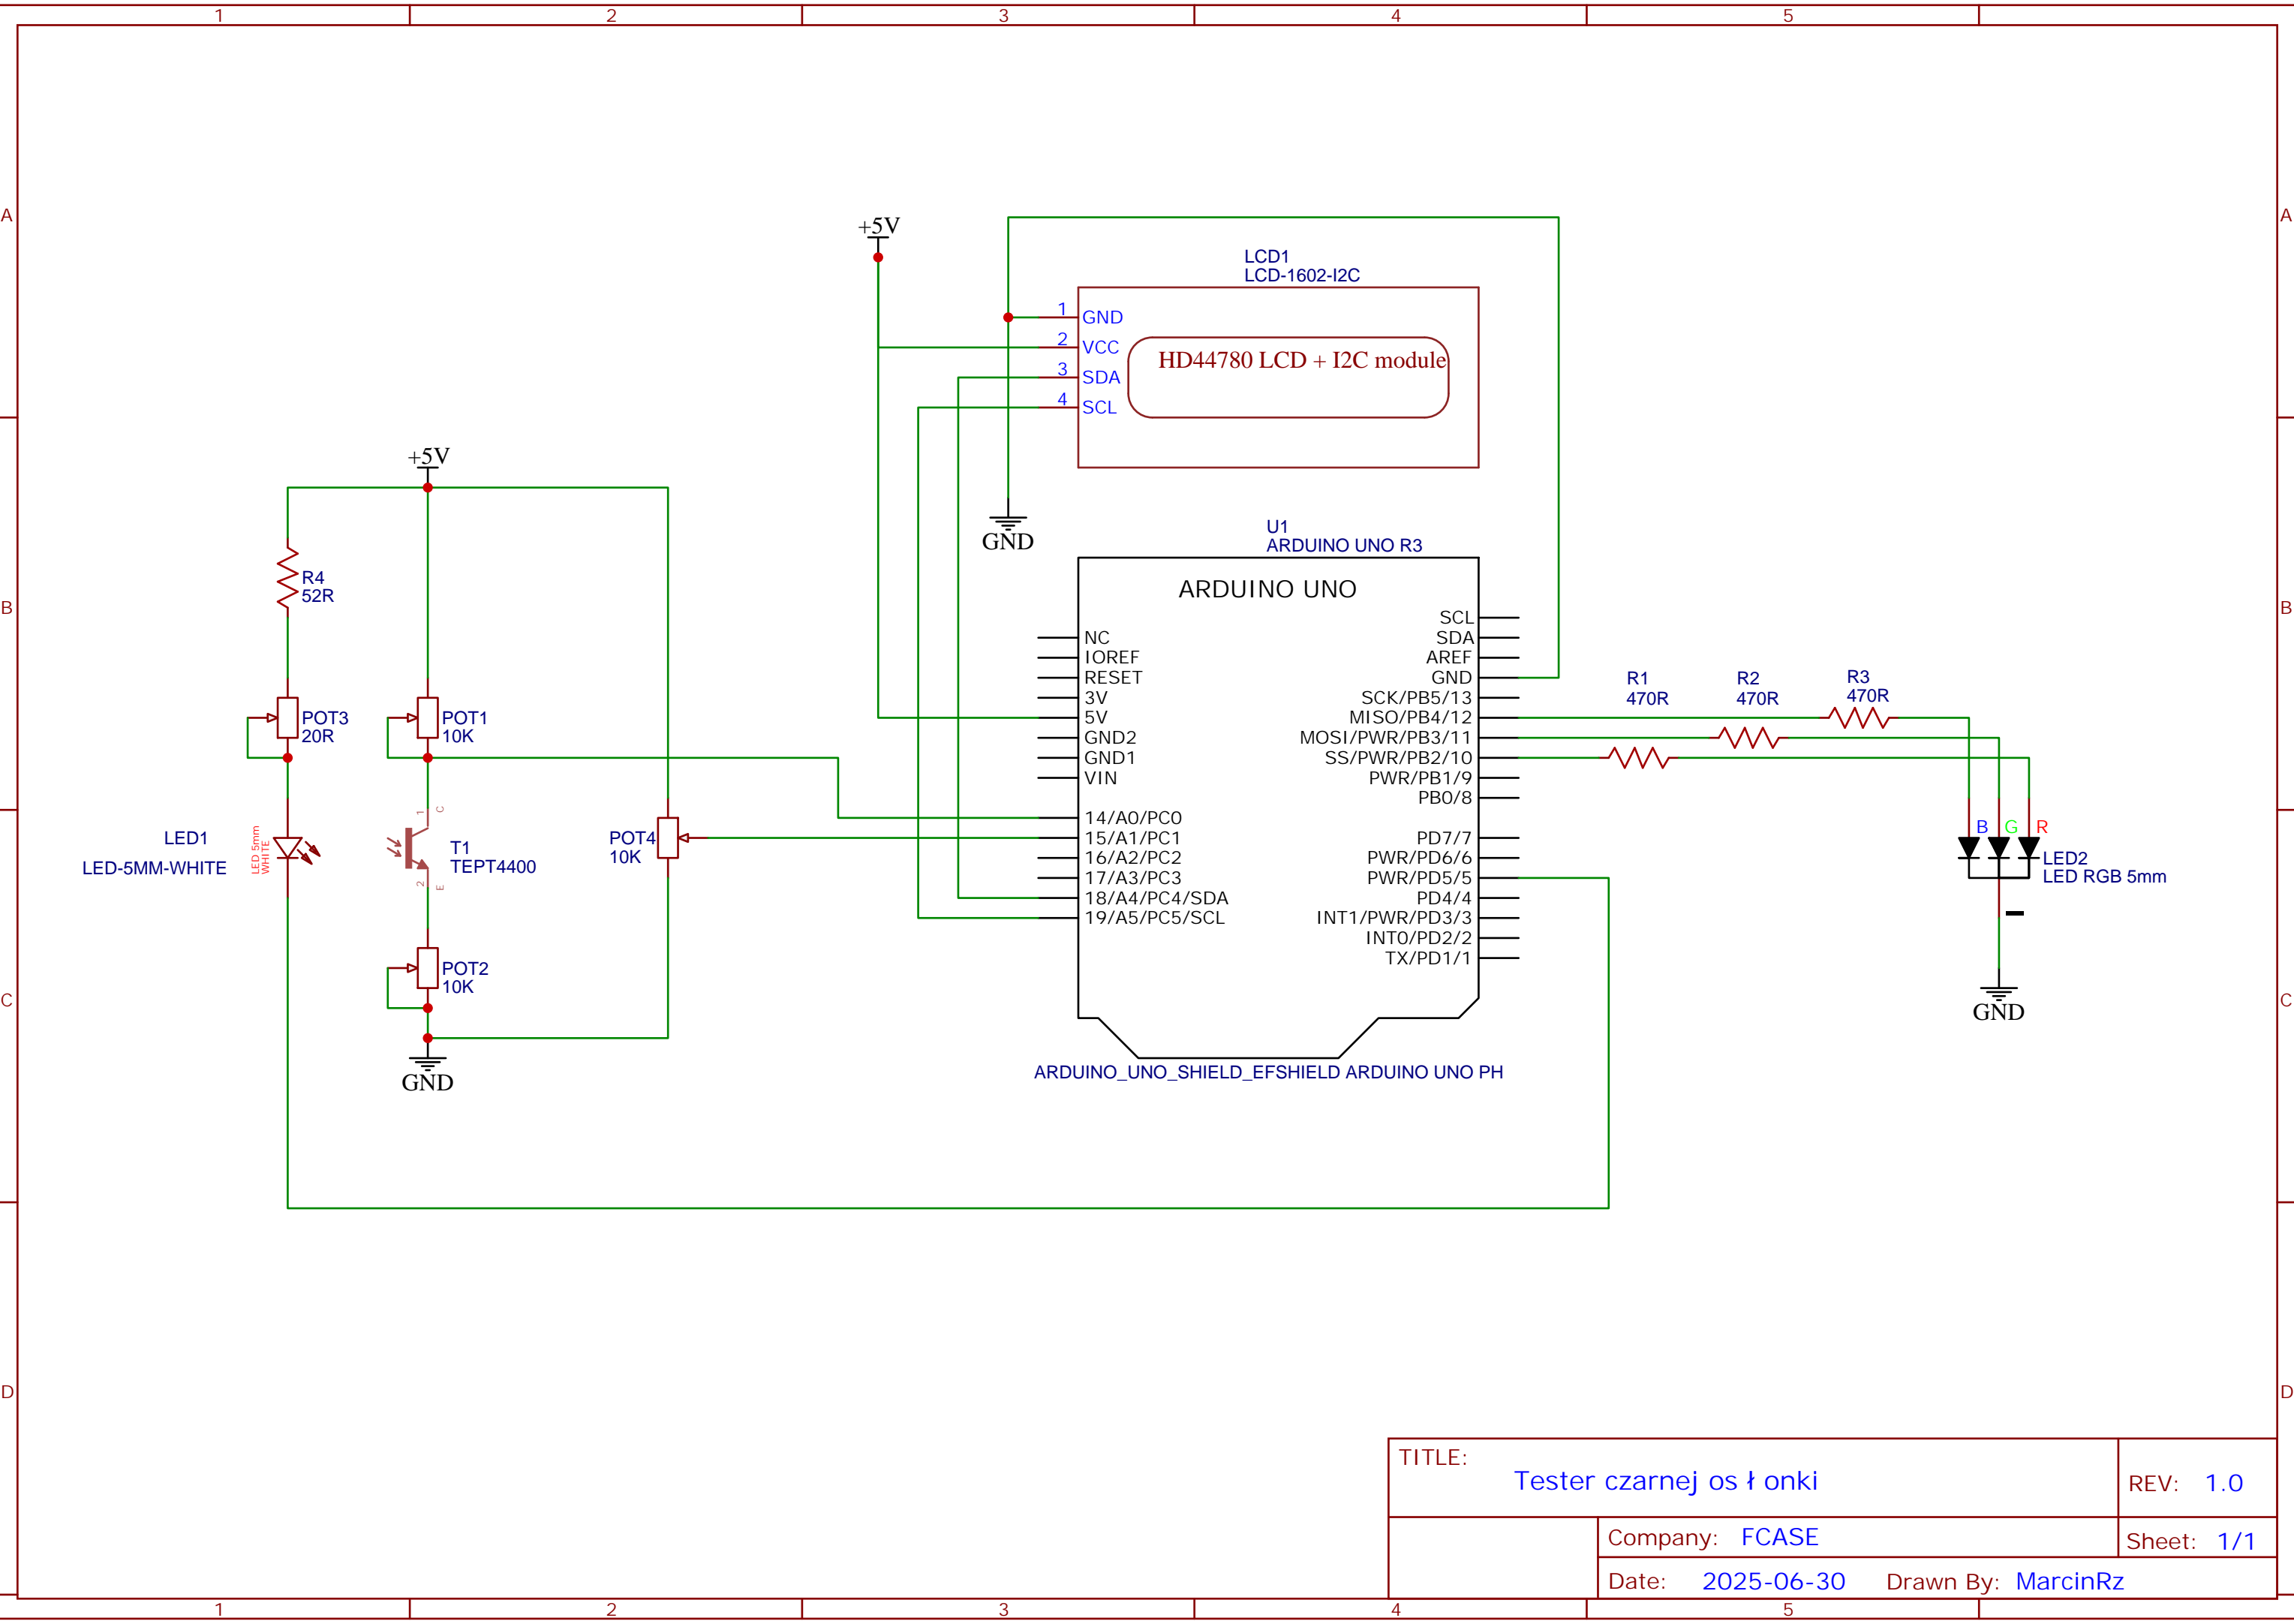 1 2 3 4 5
A A
+5V
LCD1
LCD-1602-I2C
1 GND
2 VCC
3 SDA
4 SCL
HD44780 LCD + I2C module
+5V
GND
U1
ARDUINO UNO R3
ARDUINO UNO
R4
52R
B B
NC
IOREF
RESET
3V
5V
GND2
GND1
VIN
14/A0/PC0
15/A1/PC1
16/A2/PC2
17/A3/PC3
18/A4/PC4/SDA
19/A5/PC5/SCL
SCL
SDA
AREF
GND
SCK/PB5/13
MISO/PB4/12
MOSI/PWR/PB3/11
SS/PWR/PB2/10
PWR/PB1/9
PB0/8
PD7/7
PWR/PD6/6
PWR/PD5/5
PD4/4
INT1/PWR/PD3/3
INT0/PD2/2
TX/PD1/1
ARDUINO_UNO_SHIELD_EFSHIELD ARDUINO UNO PH
R1
470R
R2
470R
R3
470R
POT3
20R
POT1
10K
LED1
LED-5MM-WHITE
LED 5mm
WHITE
1 C
T1
TEPT4400
2 E
POT4
10K
B G R
LED2
LED RGB 5mm
GND
POT2
10K
GND
C C
D D
TITLE:
Tester czarnej os ł onki
REV: 1.0
Company: FCASE
Sheet: 1/1
Date: 2025-06-30 Drawn By: MarcinRz
1 2 3 4 5